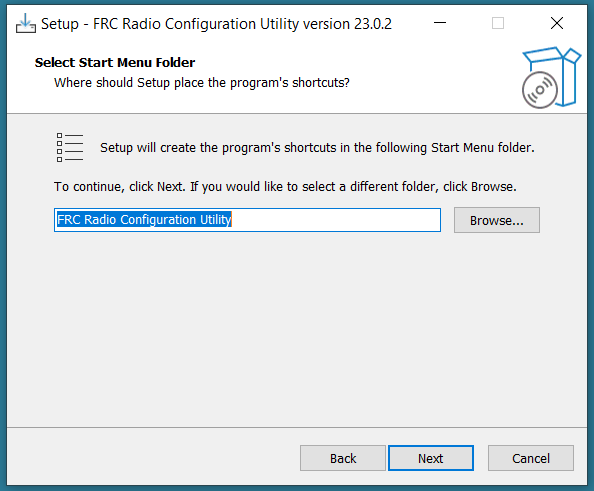 Setup - FRC Radio Configuration Utility version 23.0.2
Select Start Menu Folder
Where should Setup place the program's shortcuts?
Setup will create the program's shortcuts in the following Start Menu folder.
To continue, click Next. If you would like to select a different folder, click Browse.
FRC Radio Configuration Utility
Browse...
Back
Next
Cancel